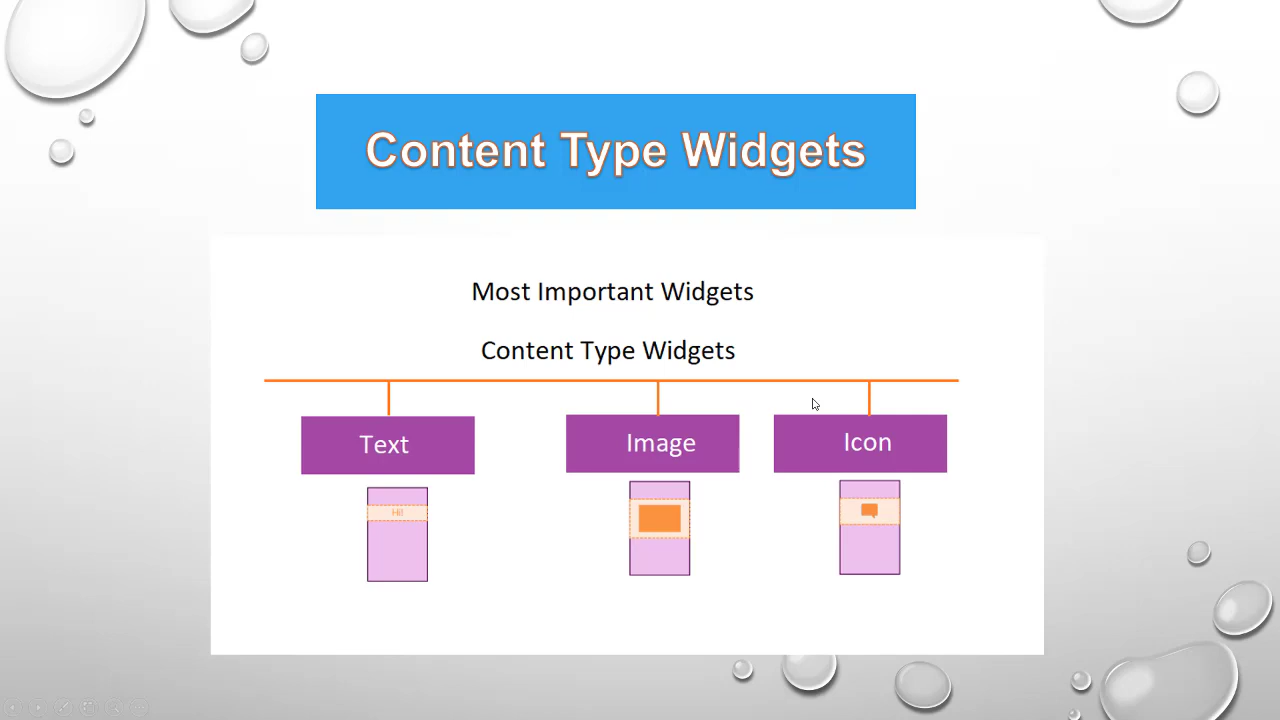 Content Type Widgets
Most Important Widgets
Content Type Widgets
Text
Image
Icon
Hi!